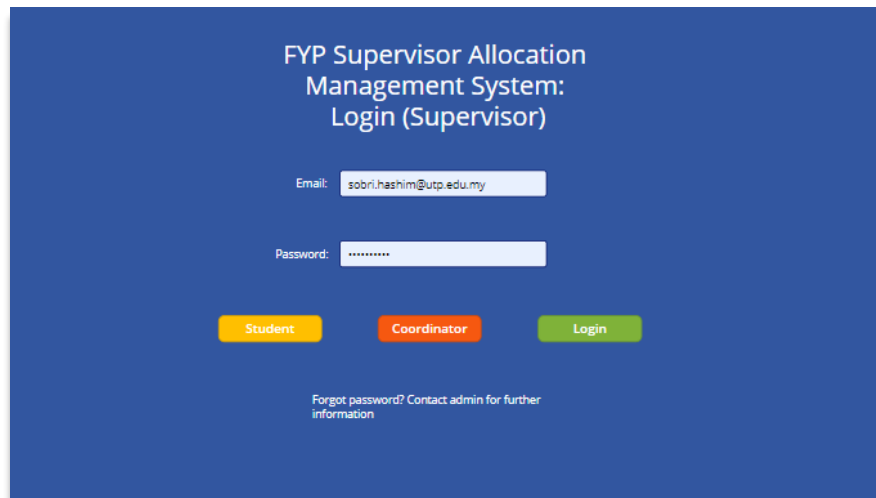 FYP Supervisor Allocation
Management System:
Login (Supervisor)
Email: sobri.hashim@utp.edu.my
Password: ••••••••••
Student Coordinator Login
Forgot password? Contact admin for further
information